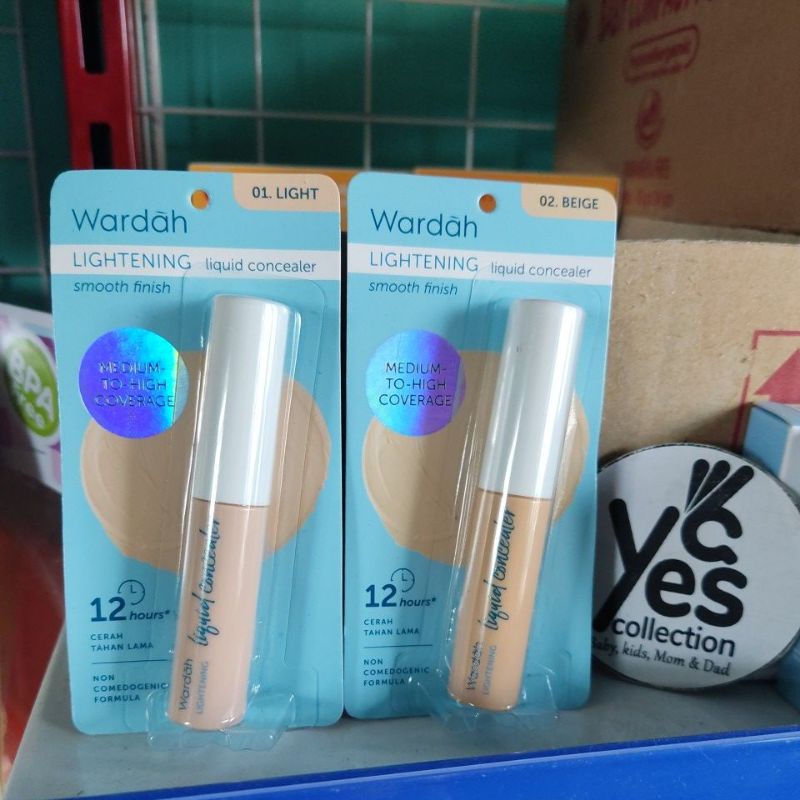 01. LIGHT
Wardah
LIGHTENING liquid concealer
smooth finish
MEDIUM-
TO-HIGH
COVERAGE
12 hours*
CERAH
TAHAN LAMA
NON
COMEDOGENIC
FORMULA
liquid concealer
Wardah
LIGHTENING
02. BEIGE
Wardah
LIGHTENING liquid concealer
smooth finish
MEDIUM-
TO-HIGH
COVERAGE
12 hours*
CERAH
TAHAN LAMA
NON
COMEDOGENIC
FORMULA
liquid concealer
Wardah
LIGHTENING
yes
collection
Baby, kids, Mom & Dad
BPA